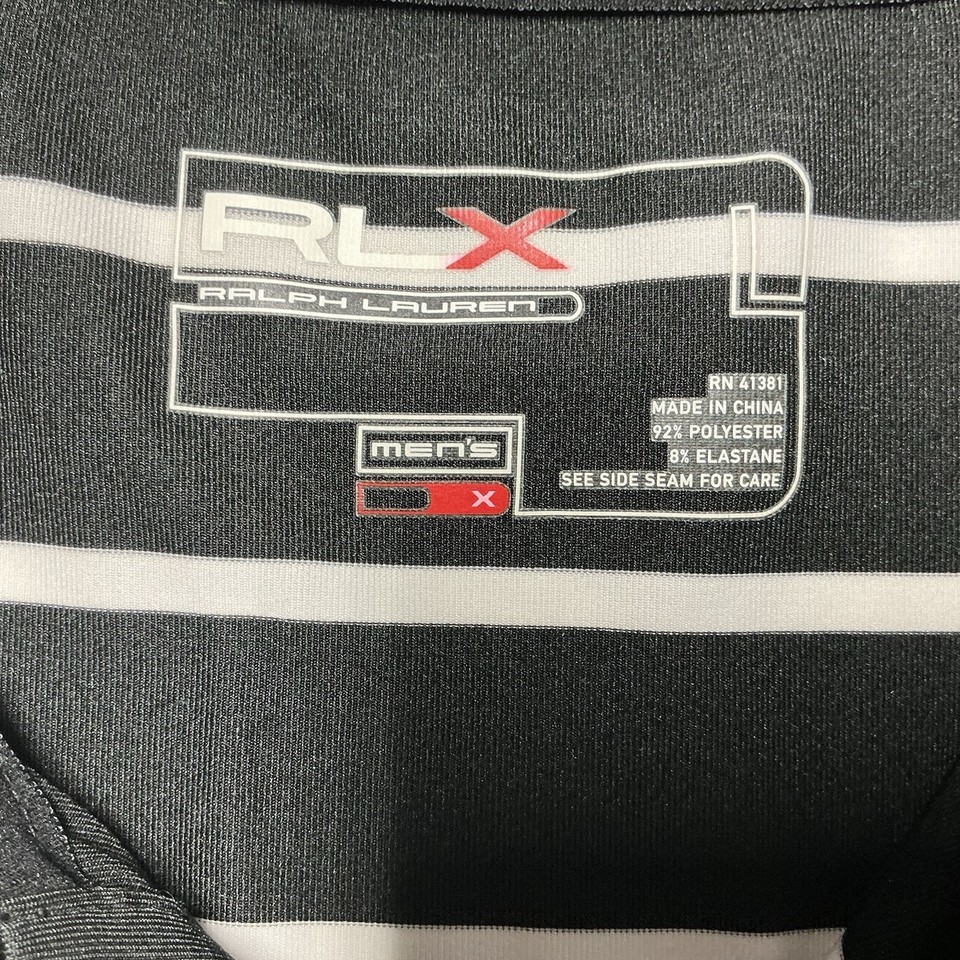 RLX
RALPH LAUREN
RN 41381
MADE IN CHINA
92% POLYESTER
8% ELASTANE
SEE SIDE SEAM FOR CARE
men's
X